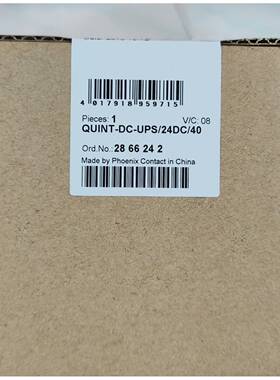 4 017918 959715
Pieces: 1 V/C: 08
QUINT-DC-UPS/24DC/40
Ord.No.: 28 66 24 2
Made by Phoenix Contact in China